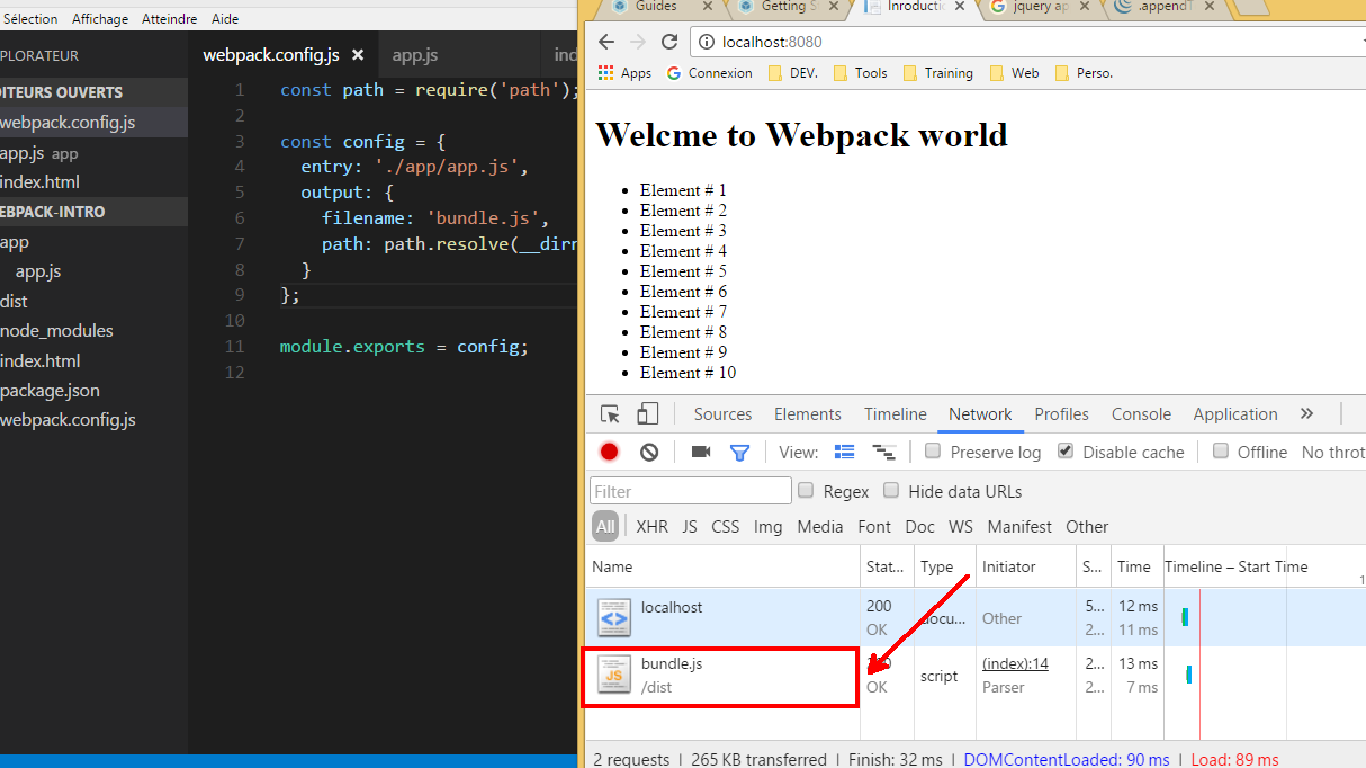 Sélection Affichage Atteindre Aide
PLORATEUR
DITEURS OUVERTS
webpack.config.js
app.js app
index.html
EBPACK-INTRO
app
app.js
dist
node_modules
index.html
package.json
webpack.config.js
webpack.config.js × app.js ind
1 const path = require('path');
2
3 const config = {
4 entry: './app/app.js',
5 output: {
6 filename: 'bundle.js',
7 path: path.resolve(__dirn
8 }
9 };
10
11 module.exports = config;
12
Guides × Getting S × Inroductio × jquery ap × .appendT ×
localhost:8080
Apps Connexion DEV. Tools Training Web Perso.
Welcme to Webpack world
• Element # 1
• Element # 2
• Element # 3
• Element # 4
• Element # 5
• Element # 6
• Element # 7
• Element # 8
• Element # 9
• Element # 10
Sources Elements Timeline Network Profiles Console Application »
View: Preserve log Disable cache Offline No throt
Filter Regex Hide data URLs
All XHR JS CSS Img Media Font Doc WS Manifest Other
Name Stat... Type Initiator S... Time Timeline – Start Time 1
localhost 200 docu... Other 5... 12 ms
OK 2... 11 ms
JS bundle.js script (index):14 2... 13 ms
/dist OK Parser 2... 7 ms
2 requests | 265 KB transferred | Finish: 32 ms | DOMContentLoaded: 90 ms | Load: 89 ms